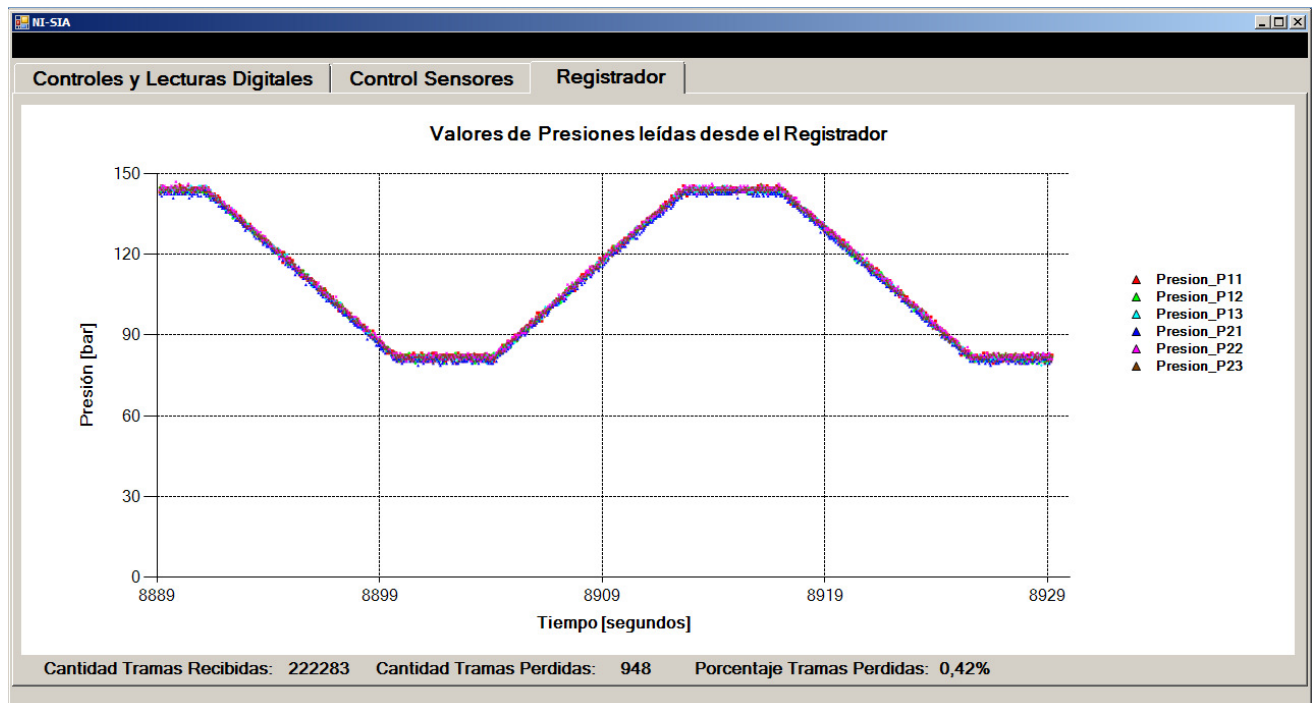 NI-SIA
Controles y Lecturas Digitales
Control Sensores
Registrador
Valores de Presiones leídas desde el Registrador
Presión [bar]
150
120
90
60
30
0
8889
8899
8909
8919
8929
Tiempo [segundos]
Presion_P11
Presion_P12
Presion_P13
Presion_P21
Presion_P22
Presion_P23
Cantidad Tramas Recibidas: 222283 Cantidad Tramas Perdidas: 948 Porcentaje Tramas Perdidas: 0,42%